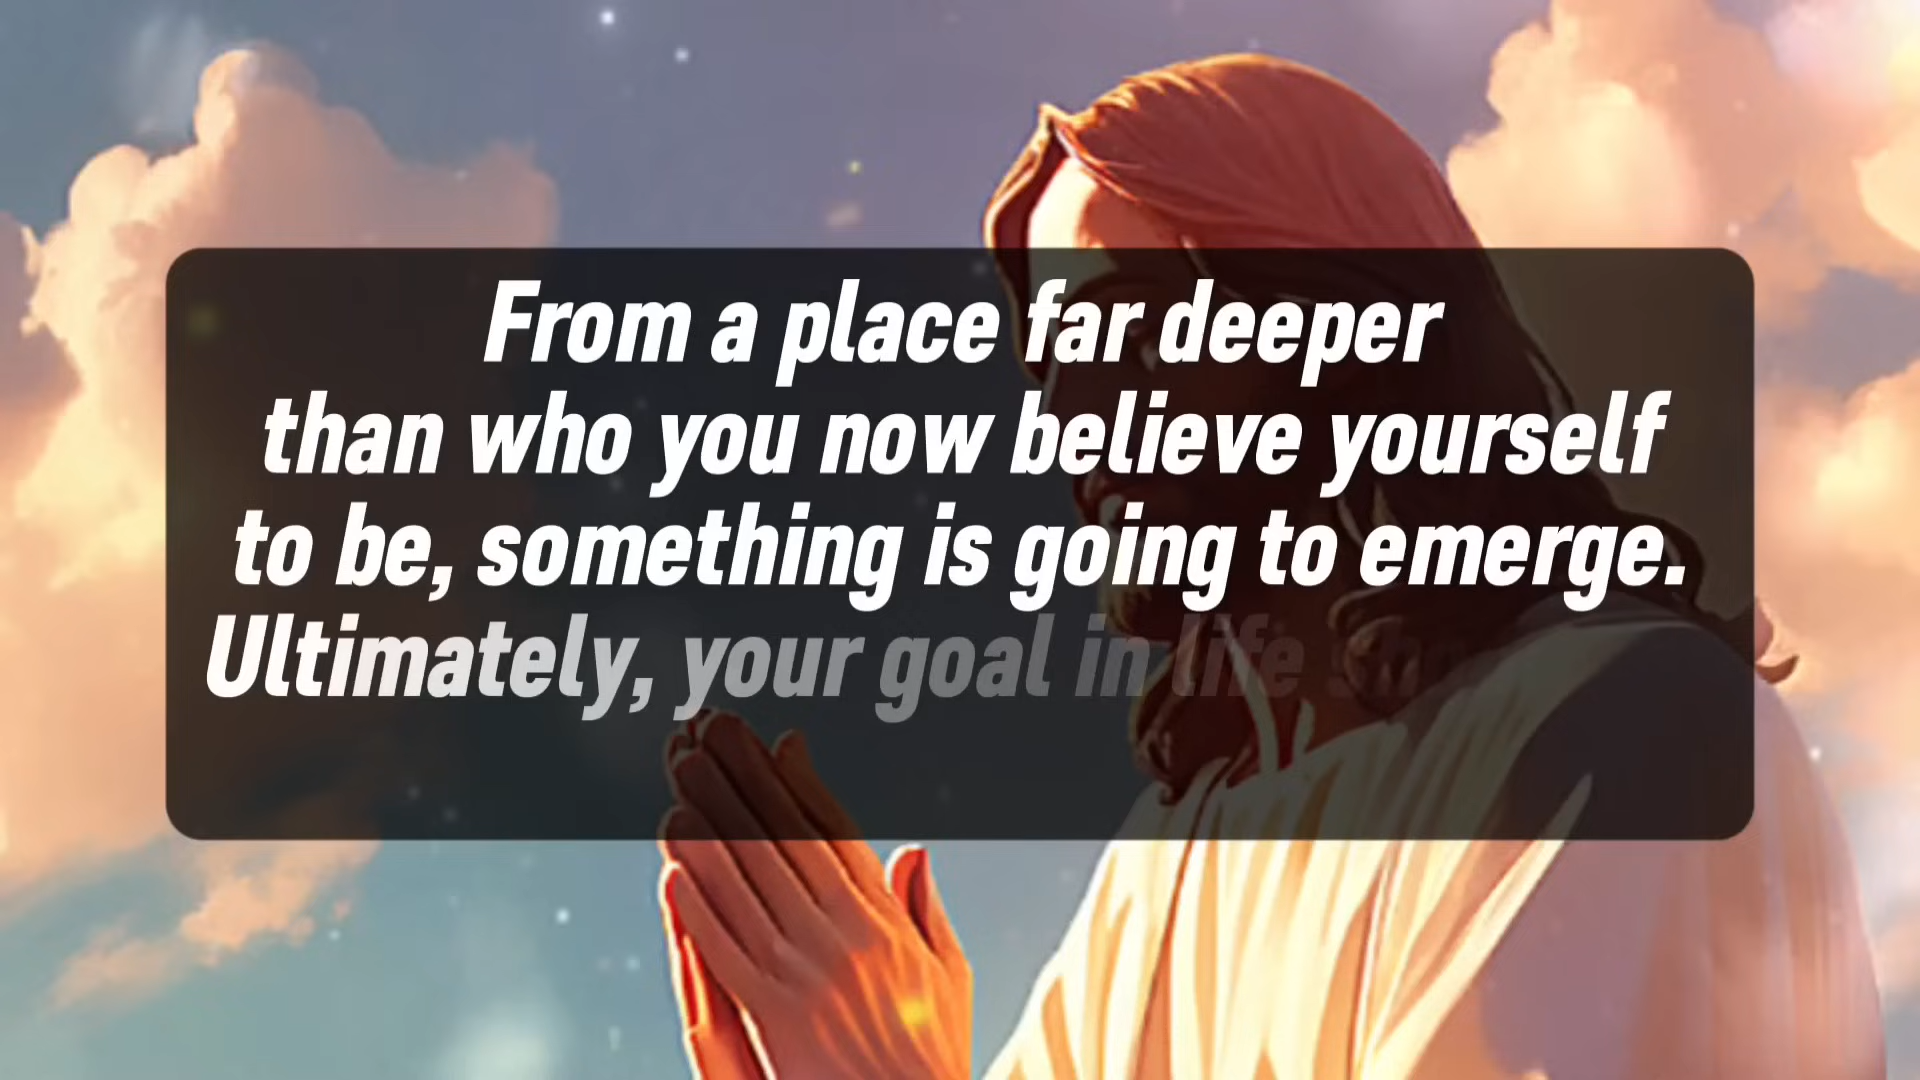 From a place far deeper
than who you now believe yourself
to be, something is going to emerge.
Ultimately, your goal in life